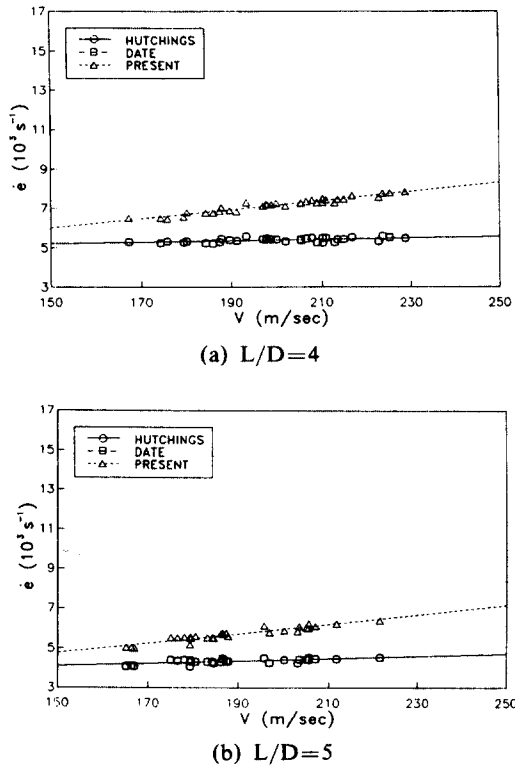 17
15
13
11
9
7
5
3
ė (10³ s⁻¹)
HUTCHINGS
DATE
PRESENT
150 170 190 210 230 250
V (m/sec)
(a) L/D=4
17
15
13
11
9
7
5
3
ė (10³ s⁻¹)
HUTCHINGS
DATE
PRESENT
150 170 190 210 230 250
V (m/sec)
(b) L/D=5